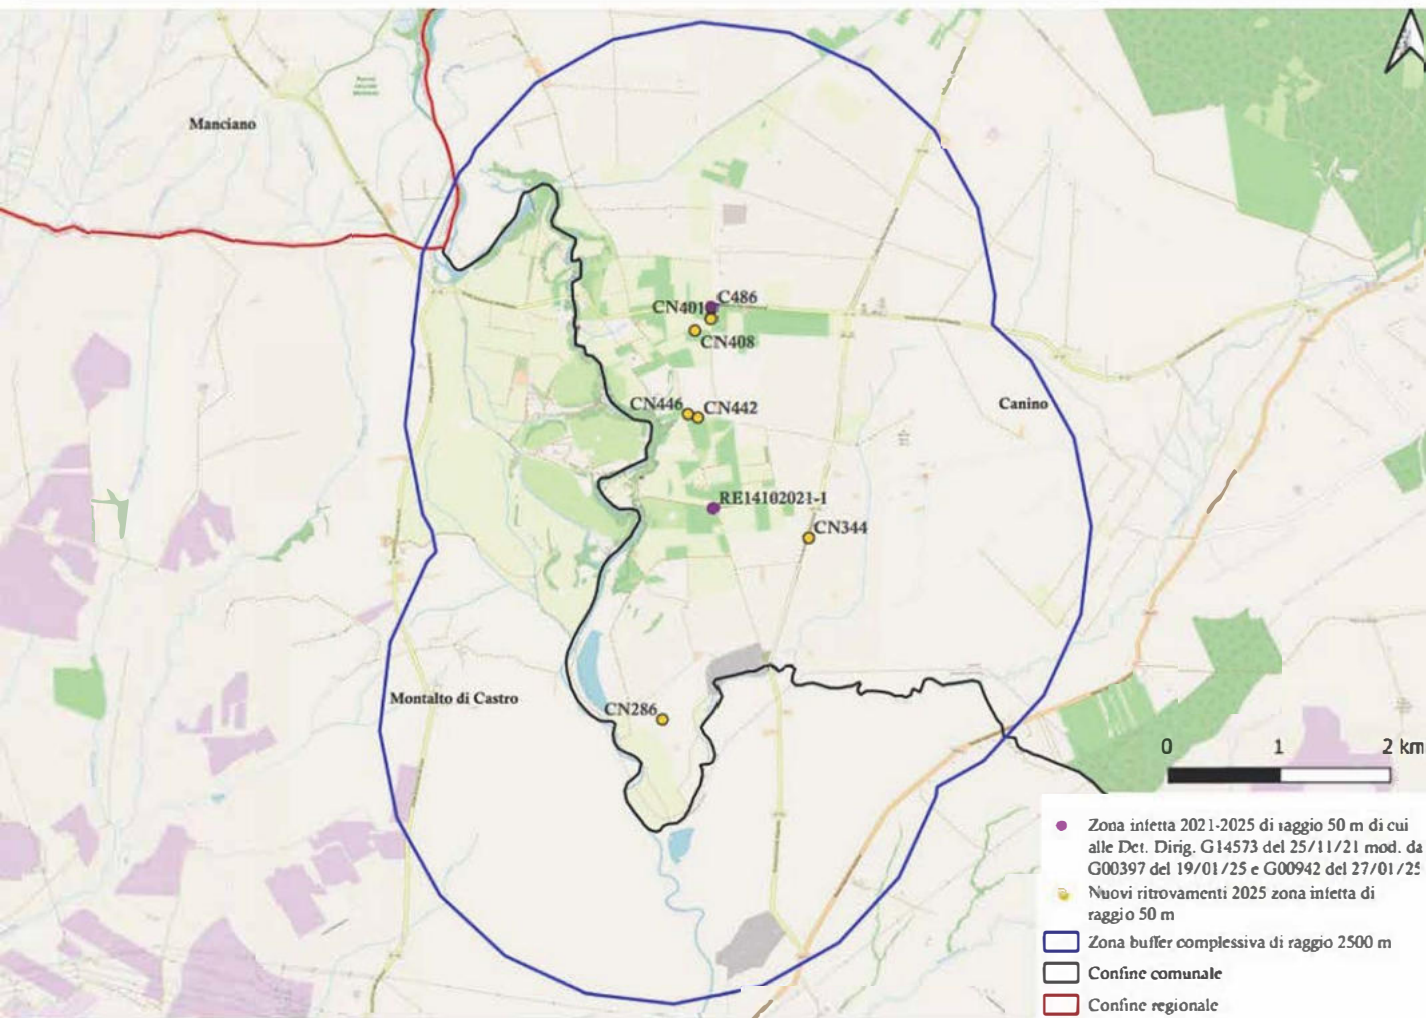 Manciano
CN401
C486
CN408
CN446
CN442
Canino
RE14102021-1
CN344
Montalto di Castro
CN286
0 1 2 km
Zona infetta 2021-2025 di raggio 50 m di cui
alle Det. Dirig. G14573 del 25/11/21 mod. da
G00397 del 19/01/25 e G00942 del 27/01/25
Nuovi ritrovamenti 2025 zona infetta di
raggio 50 m
Zona buffer complessiva di raggio 2500 m
Confine comunale
Confine regionale